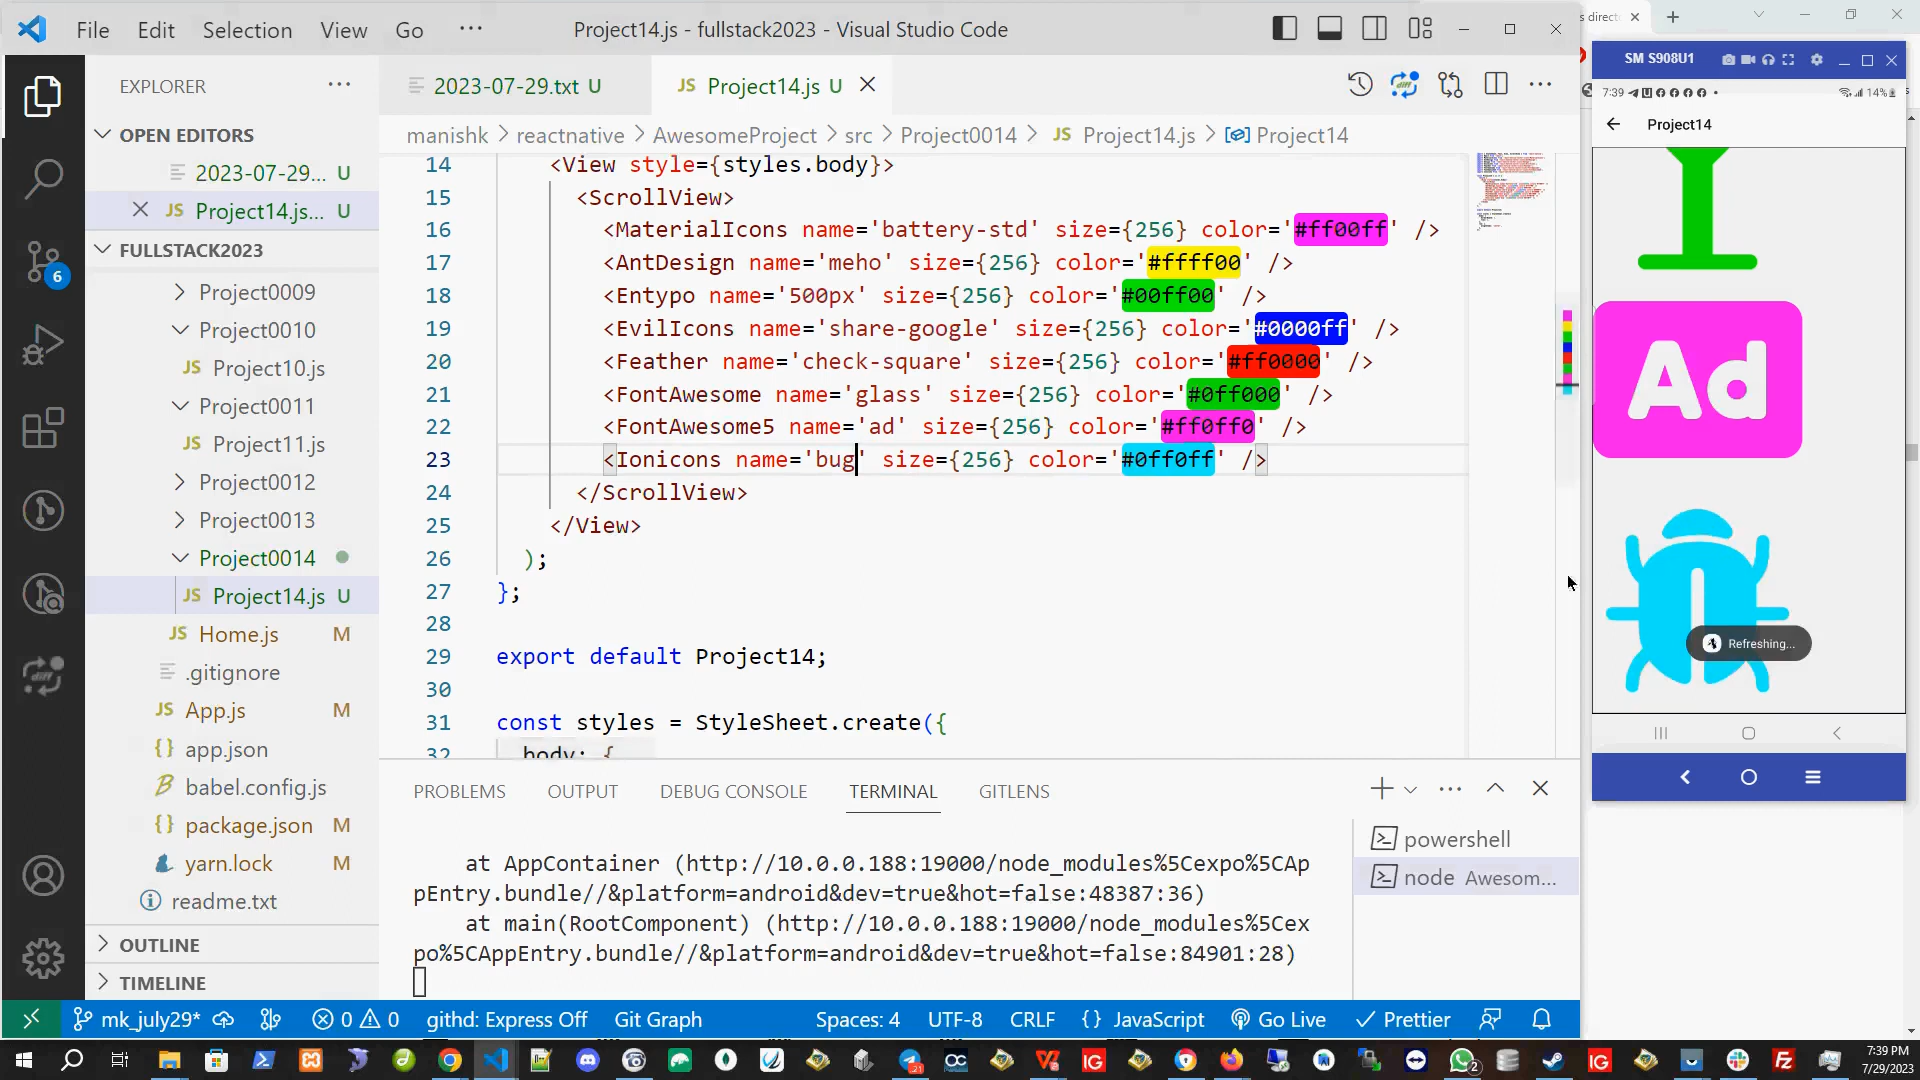 File Edit Selection View Go ··· Project14.js - fullstack2023 - Visual Studio Code
s direct
EXPLORER ···
OPEN EDITORS
2023-07-29... U
JS Project14.js... U
6
FULLSTACK2023
Project0009
Project0010
JS Project10.js
Project0011
JS Project11.js
Project0012
Project0013
Project0014
JS Project14.js U
JS Home.js M
.gitignore
JS App.js M
{} app.json
babel.config.js
{} package.json M
yarn.lock M
readme.txt
OUTLINE
TIMELINE
2023-07-29.txt U JS Project14.js U
manishk > reactnative > AwesomeProject > src > Project0014 > JS Project14.js > Project14
14 <View style={styles.body}>
15 <ScrollView>
16 <MaterialIcons name='battery-std' size={256} color='#ff00ff' />
17 <AntDesign name='meho' size={256} color='#ffff00' />
18 <Entypo name='500px' size={256} color='#00ff00' />
19 <EvilIcons name='share-google' size={256} color='#0000ff' />
20 <Feather name='check-square' size={256} color='#ff0000' />
21 <FontAwesome name='glass' size={256} color='#0ff000' />
22 <FontAwesome5 name='ad' size={256} color='#ff0ff0' />
23 <Ionicons name='bug' size={256} color='#0ff0ff' />
24 </ScrollView>
25 </View>
26 );
27 };
28
29 export default Project14;
30
31 const styles = StyleSheet.create({
32 body: {
PROBLEMS OUTPUT DEBUG CONSOLE TERMINAL GITLENS
at AppContainer (http://10.0.0.188:19000/node_modules%5Cexpo%5CAp
pEntry.bundle//&platform=android&dev=true&hot=false:48387:36)
at main(RootComponent) (http://10.0.0.188:19000/node_modules%5Cex
po%5CAppEntry.bundle//&platform=android&dev=true&hot=false:84901:28)
powershell
node Awesom...
SM S908U1
7:39 14%
Project14
Ad
Refreshing...
mk_july29* 0 0 githd: Express Off Git Graph Spaces: 4 UTF-8 CRLF {} JavaScript Go Live Prettier
7:39 PM
7/29/2023